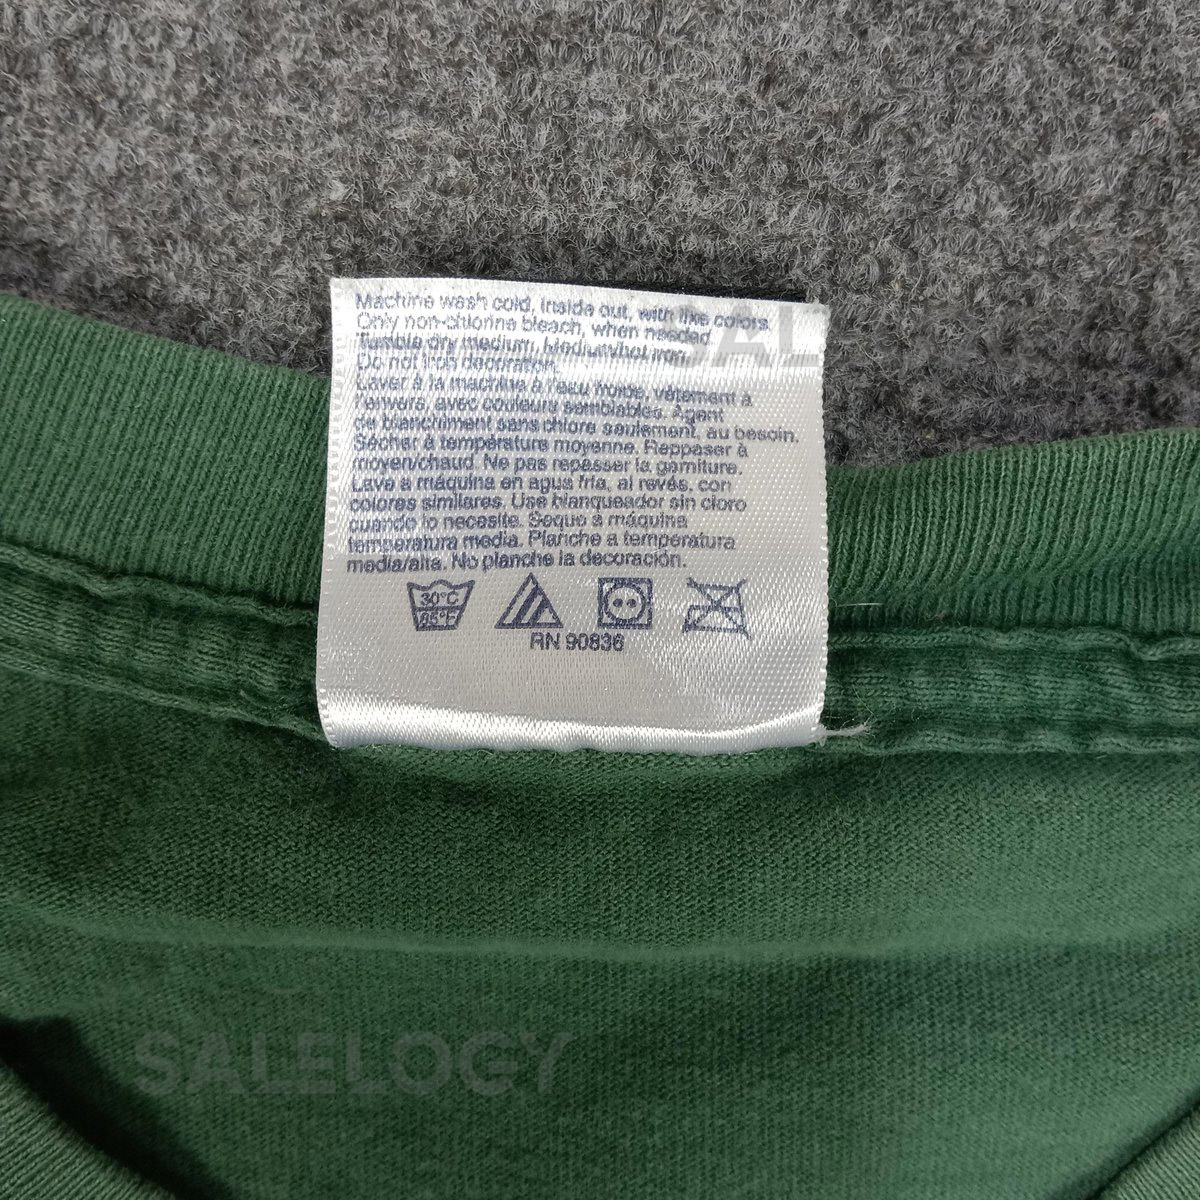 Machine wash cold, inside out, with like colors.
Only non-chlorine bleach, when needed.
Tumble dry medium. Medium/hot iron.
Do not iron decoration.
Laver à la machine à l'eau froide, vêtement à
l'envers, avec couleurs semblables. Agent
de blanchiment sans chlore seulement, au besoin.
Sécher à température moyenne. Repasser à
moyen/chaud. Ne pas repasser la garniture.
Lave a máquina en agua fría, al revés, con
colores similares. Use blanqueador sin cloro
cuando lo necesite. Seque a máquina
temperatura media. Planche a temperatura
media/alta. No planche la decoración.
30°C
85°F
RN 90836
SAL
SALELOGY